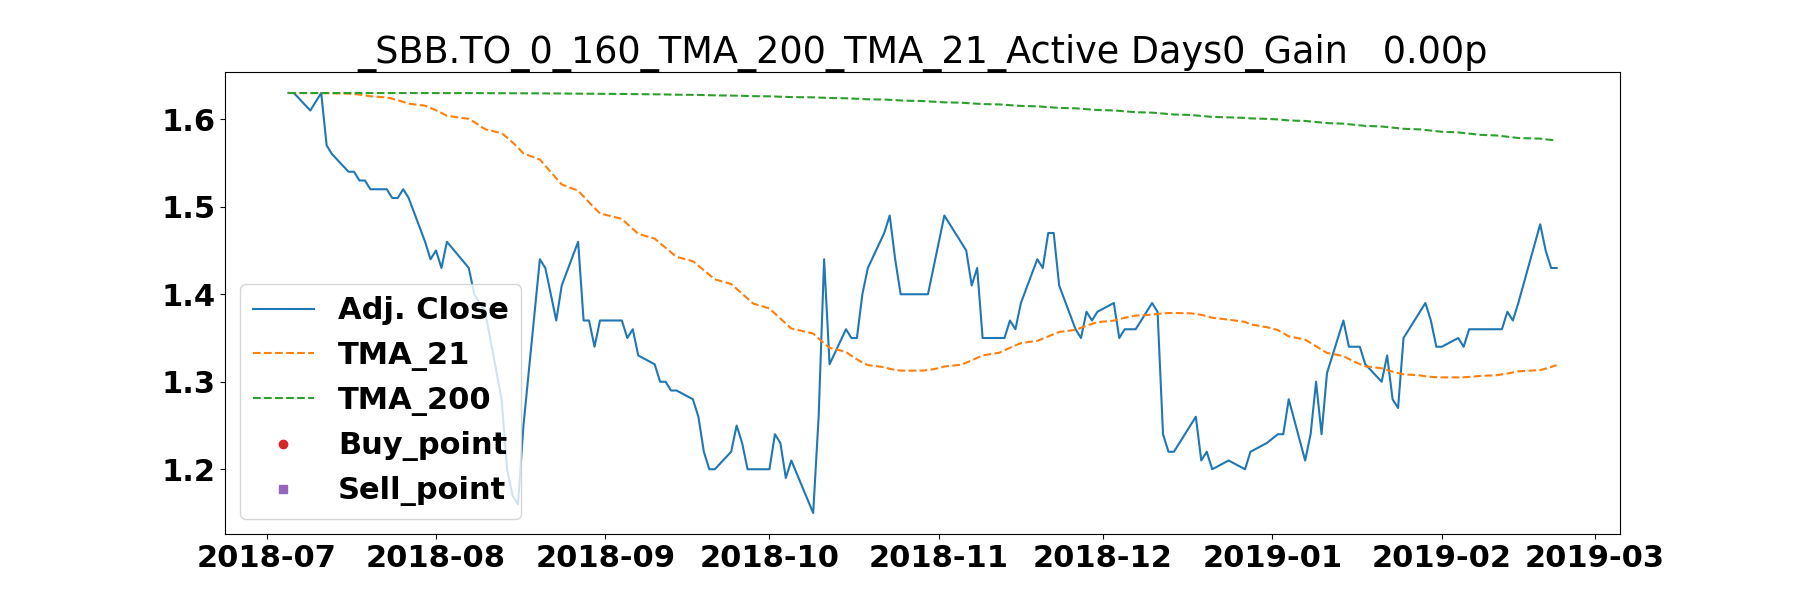 _SBB.TO_0_160_TMA_200_TMA_21_Active Days0_Gain   0.00p
1.6
1.5
1.4
1.3
1.2
Adj. Close
TMA_21
TMA_200
Buy_point
Sell_point
2018-07 2018-08 2018-09 2018-10 2018-11 2018-12 2019-01 2019-02 2019-03